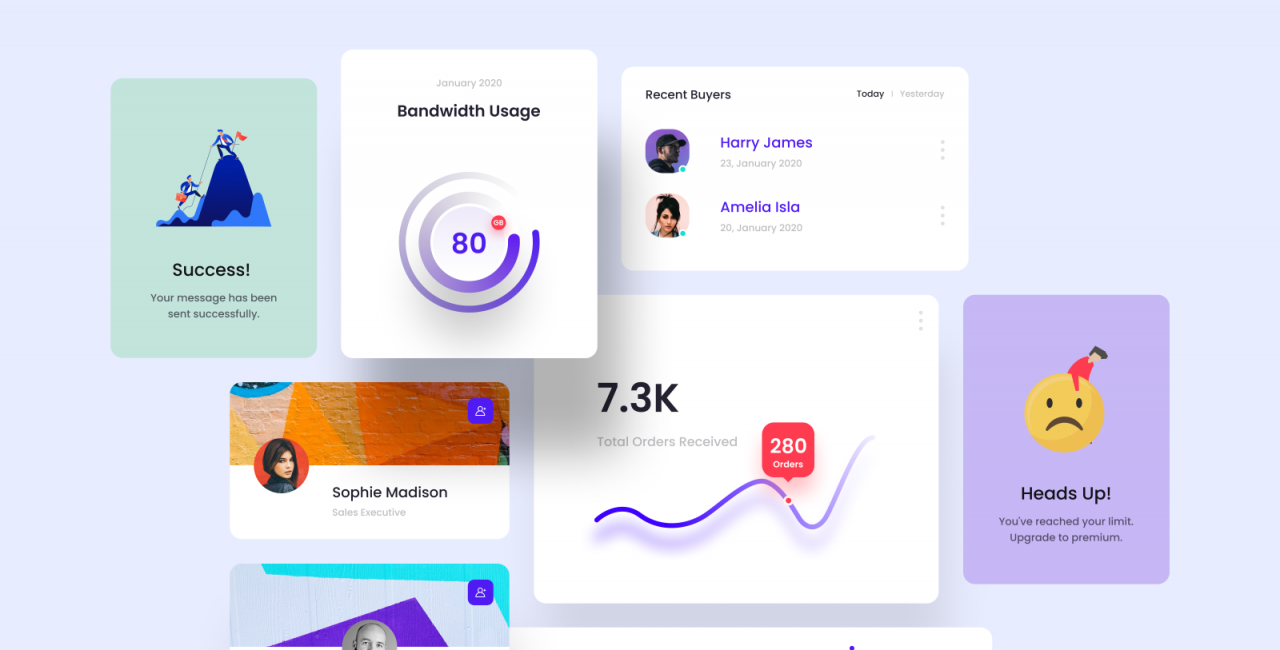 January 2020
Bandwidth Usage
80
GB
Recent Buyers
Today | Yesterday
Harry James
23, January 2020
Amelia Isla
20, January 2020
Success!
Your message has been
sent successfully.
7.3K
Total Orders Received
280
Orders
Heads Up!
You've reached your limit.
Upgrade to premium.
Sophie Madison
Sales Executive